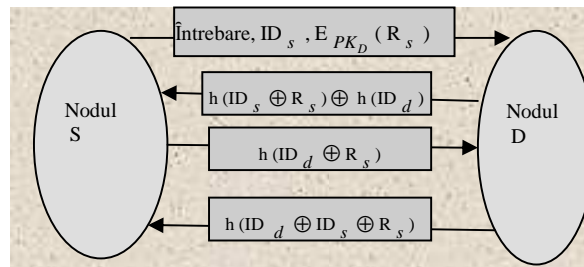 Întrebare, ID_s , E_PK_D ( R_s )
h (ID_s ⊕ R_s ) ⊕ h (ID_d )
Nodul
S
Nodul
D
h (ID_d ⊕ R_s )
h (ID_d ⊕ ID_s ⊕ R_s )